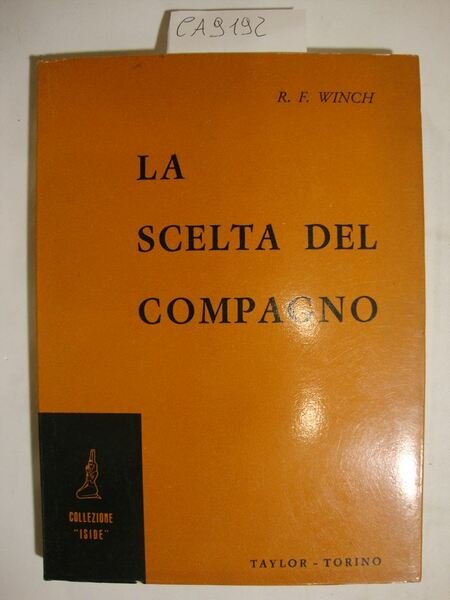 CA9192
R. F. WINCH
LA
SCELTA DEL
COMPAGNO
COLLEZIONE
"ISIDE"
TAYLOR - TORINO